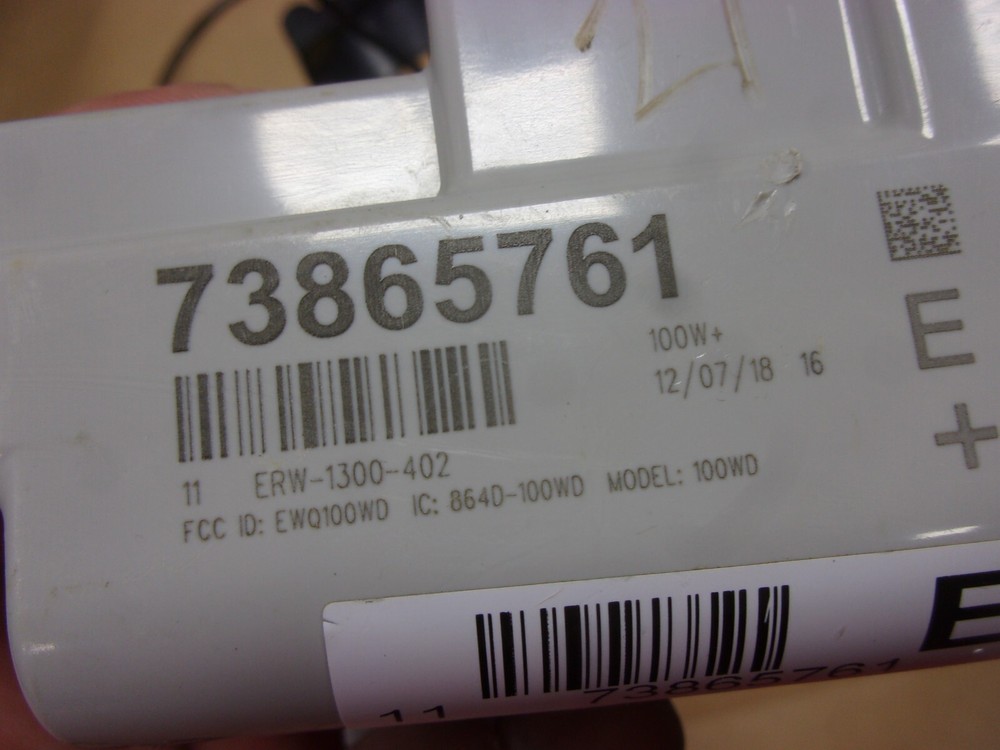 73865761
100W+
12/07/18 16
11 ERW-1300-402
FCC ID: EWQ100WD IC: 864D-100WD MODEL: 100WD
E
+
E
11 73865761